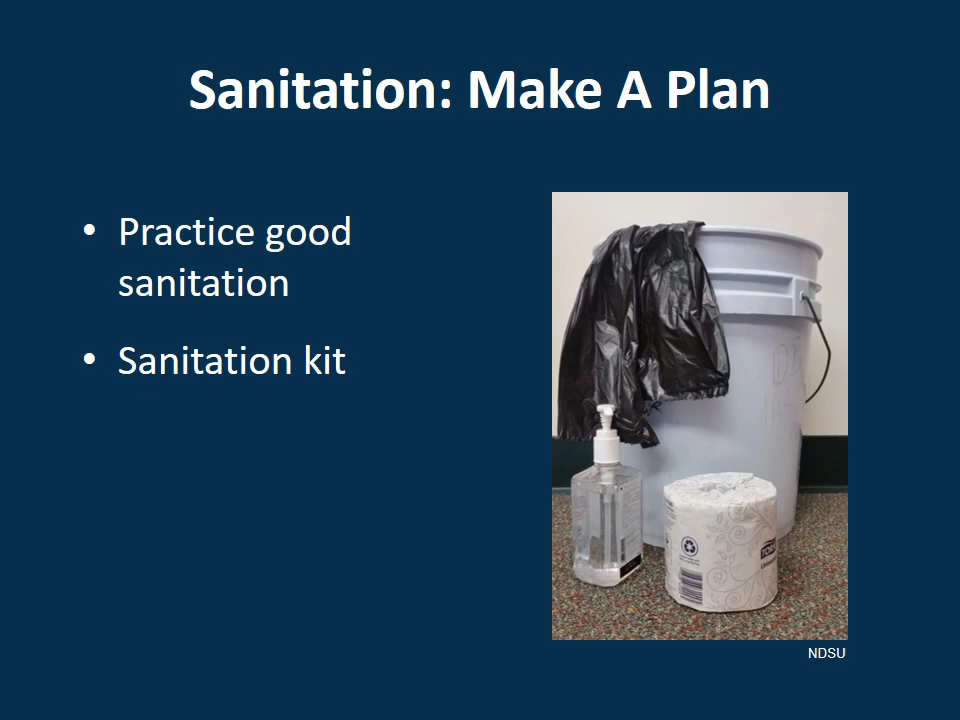 Sanitation: Make A Plan
• Practice good
sanitation
• Sanitation kit
NDSU